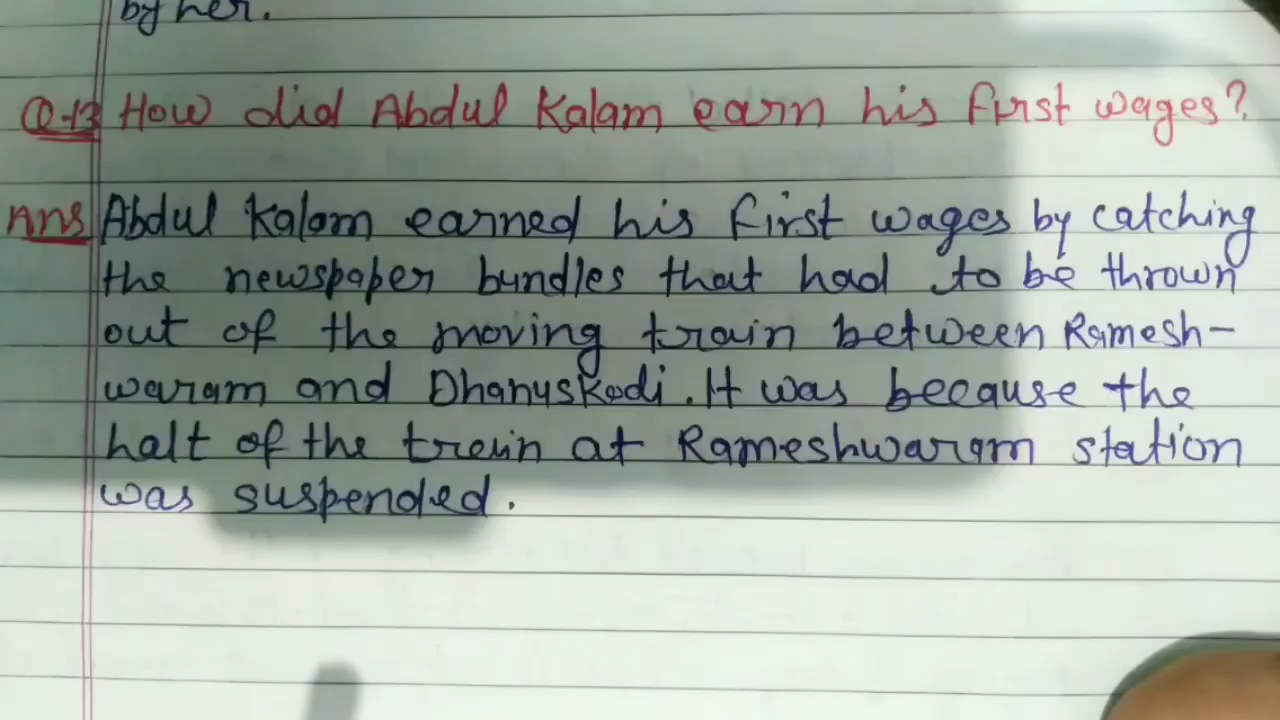 by her.
Q.13 How did Abdul Kalam earn his first wages?
Ans Abdul Kalam earned his first wages by catching
the newspaper bundles that had to be thrown
out of the moving train between Ramesh-
waram and Dhanuskodi. It was because the
halt of the train at Rameshwaram station
was suspended.